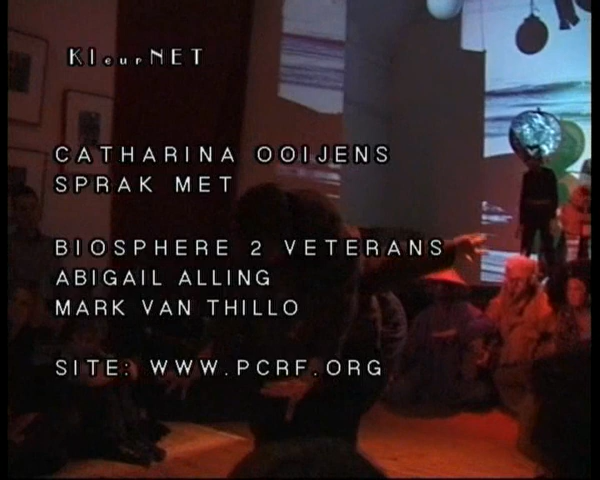 KleurNET
CATHARINA OOIJENS
SPRAK MET
BIOSPHERE 2 VETERANS
ABIGAIL ALLING
MARK VAN THILLO
SITE: WWW.PCRF.ORG